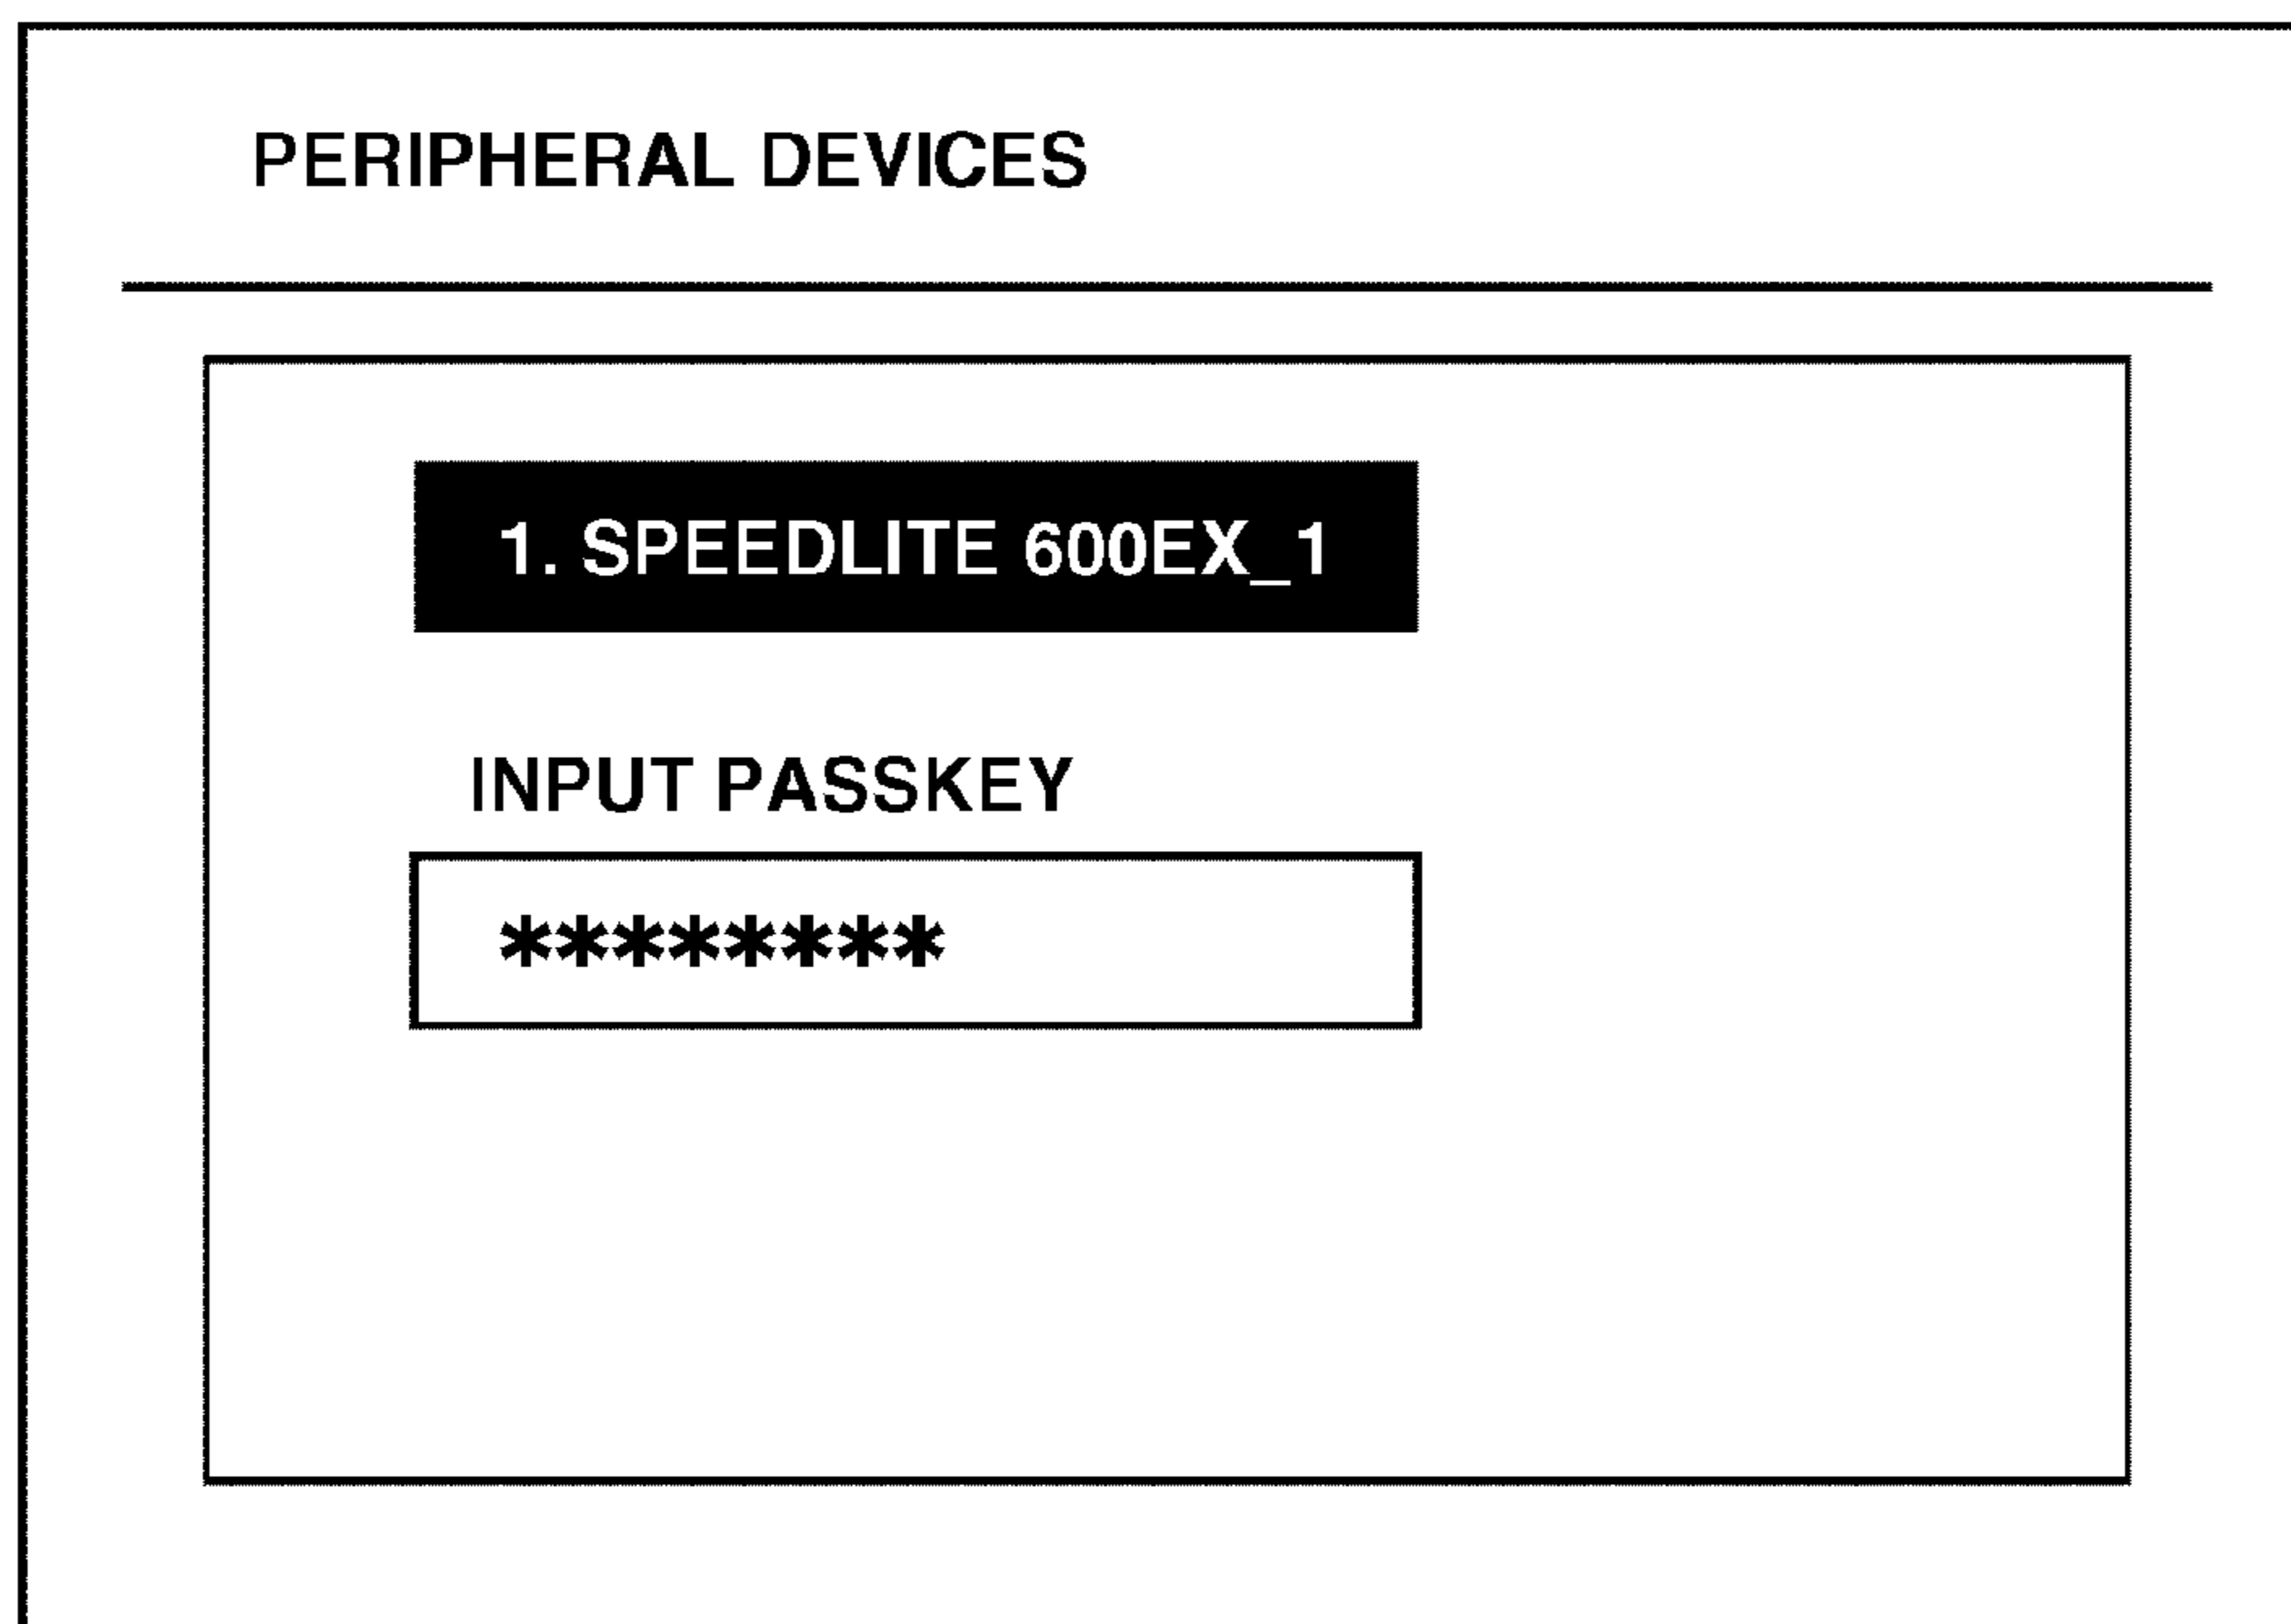 PERIPHERAL DEVICES
1. SPEEDLITE 600EX_1
INPUT PASSKEY
********